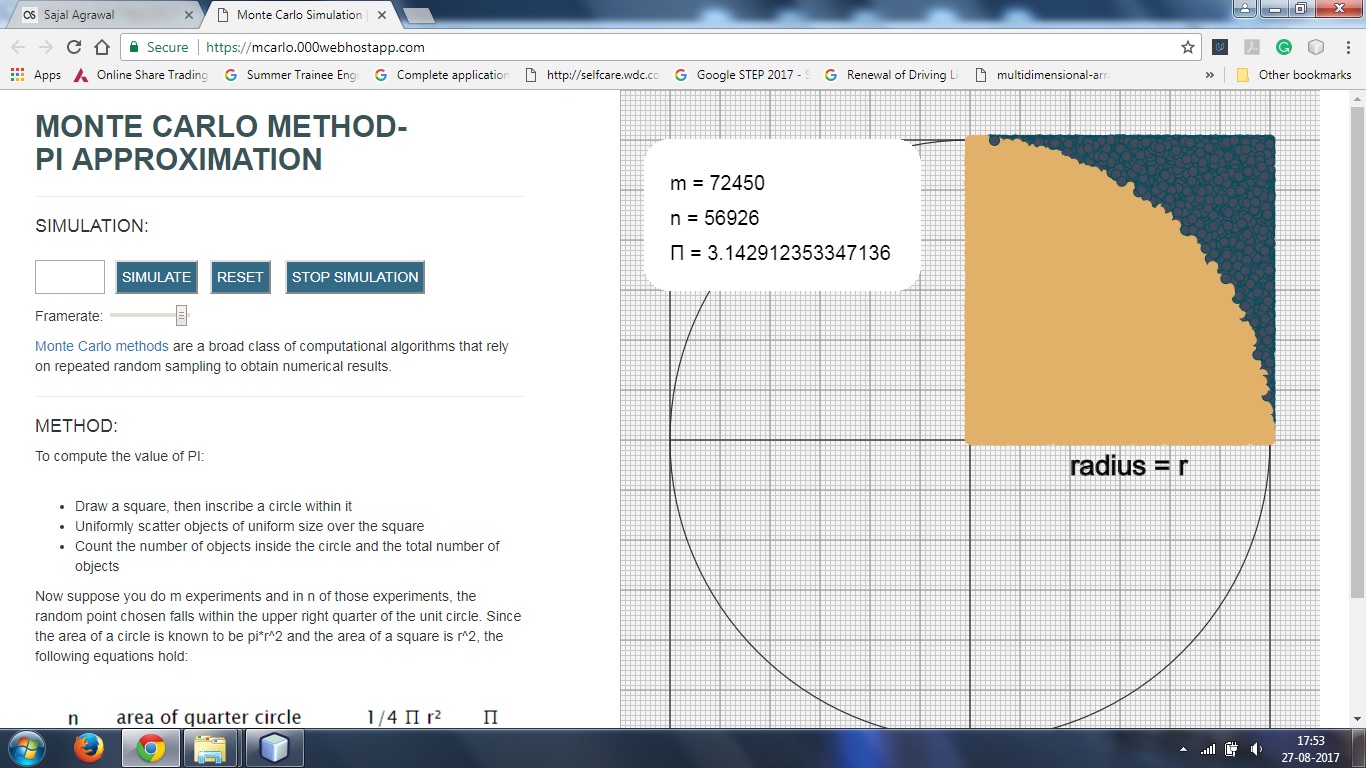 Sajal Agrawal
Monte Carlo Simulation
Secure
https://mcarlo.000webhostapp.com
Apps
Online Share Trading
Summer Trainee Eng
Complete application
http://selfcare.wdc.co
Google STEP 2017 - S
Renewal of Driving Li
multidimensional-arr
»
Other bookmarks
MONTE CARLO METHOD-
PI APPROXIMATION
SIMULATION:
SIMULATE
RESET
STOP SIMULATION
Framerate:
Monte Carlo methods are a broad class of computational algorithms that rely
on repeated random sampling to obtain numerical results.
METHOD:
To compute the value of PI:
• Draw a square, then inscribe a circle within it
• Uniformly scatter objects of uniform size over the square
• Count the number of objects inside the circle and the total number of
objects
Now suppose you do m experiments and in n of those experiments, the
random point chosen falls within the upper right quarter of the unit circle. Since
the area of a circle is known to be pi*r^2 and the area of a square is r^2, the
following equations hold:
n area of quarter circle 1/4 Π r² Π
m = 72450
n = 56926
Π = 3.142912353347136
radius = r
17:53
27-08-2017